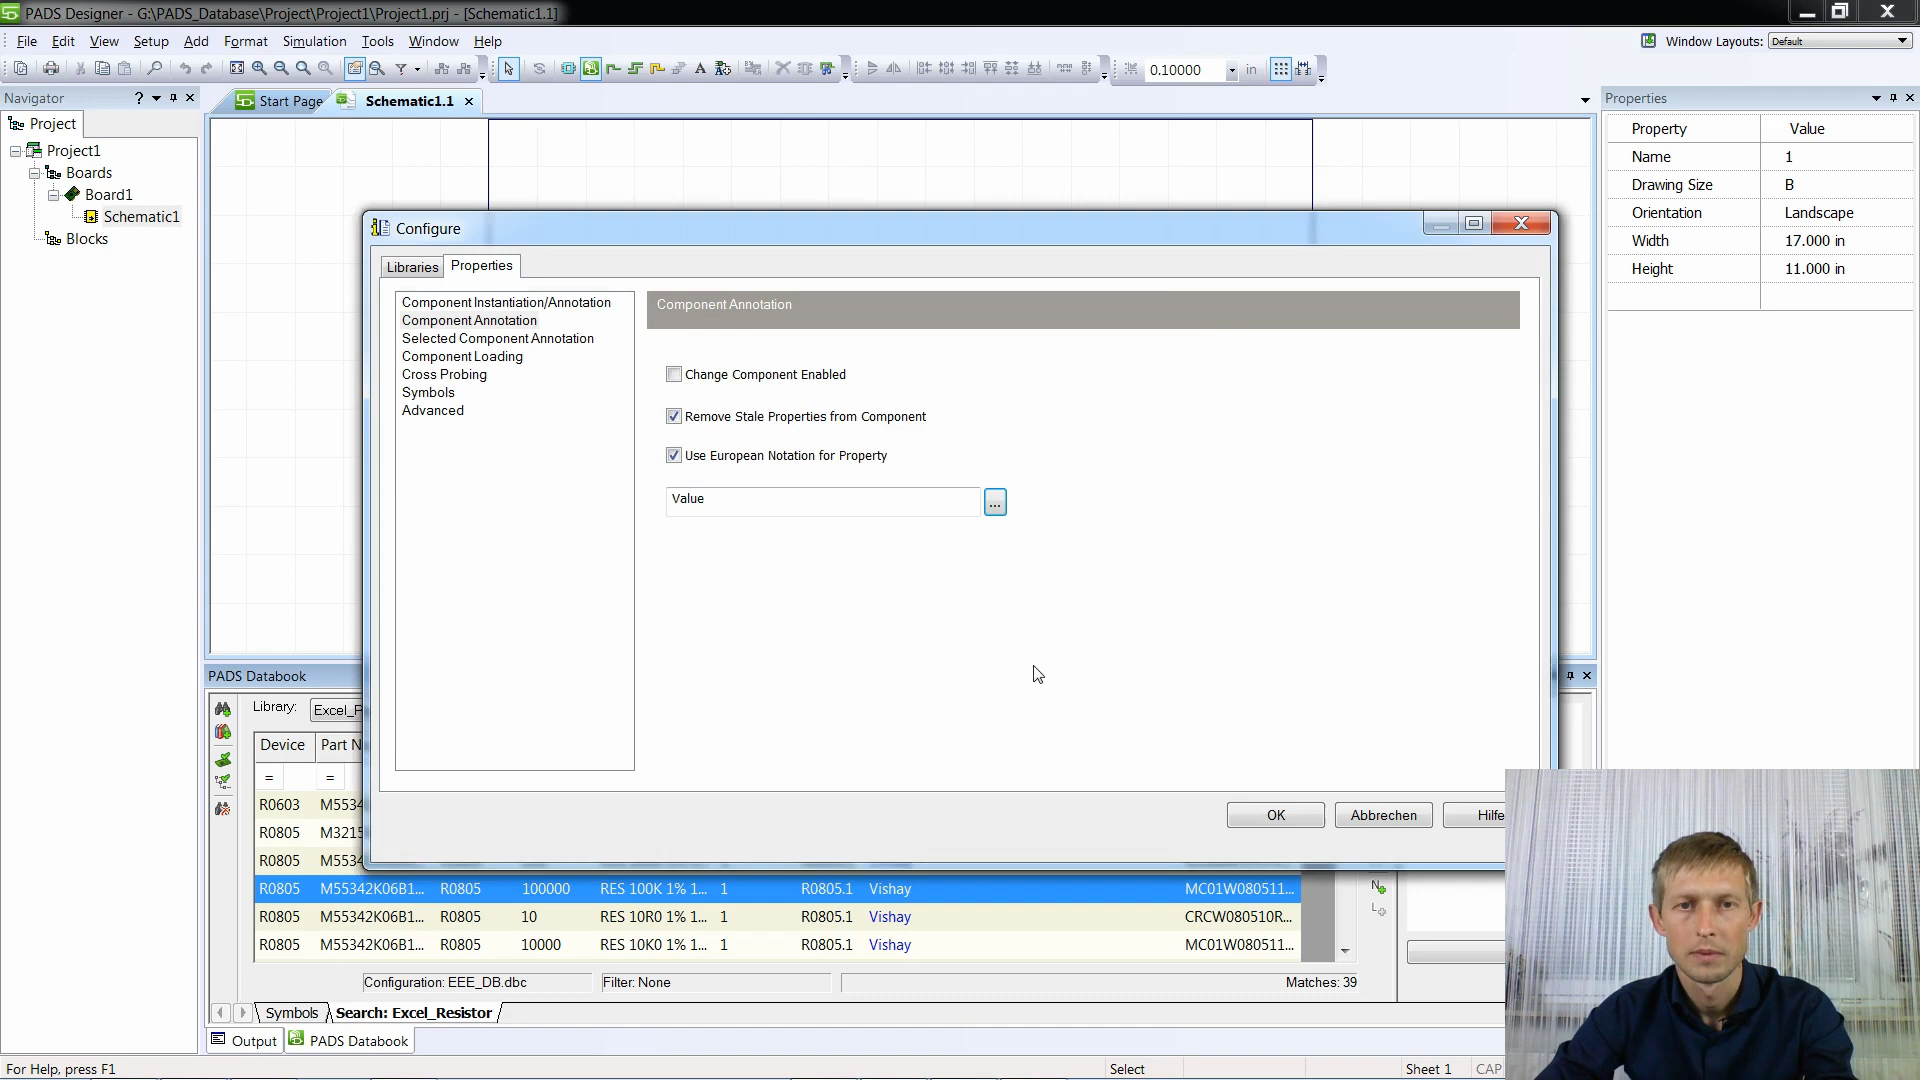 PADS Designer - G:\PADS_Database\Project\Project1\Project1.prj - [Schematic1.1]
File Edit View Setup Add Format Simulation Tools Window Help
Window Layouts: Default
0.10000 in
Navigator ?
Start Page
Schematic1.1
Properties
Project
Property Value
Name 1
Drawing Size B
Orientation Landscape
Width 17.000 in
Height 11.000 in
Project1
Boards
Board1
Schematic1
Blocks
Configure
Libraries Properties
Component Instantiation/Annotation
Component Annotation
Selected Component Annotation
Component Loading
Cross Probing
Symbols
Advanced
Component Annotation
Change Component Enabled
Remove Stale Properties from Component
Use European Notation for Property
Value ...
OK Abbrechen Hilfe
PADS Databook
Library: Excel_P
Device Part N
= =
R0603 M5534
R0805 M3215
R0805 M5534
R0805 M55342K06B1... R0805 100000 RES 100K 1% 1... 1 R0805.1 Vishay MC01W080511...
R0805 M55342K06B1... R0805 10 RES 10R0 1% 1... 1 R0805.1 Vishay CRCW080510R...
R0805 M55342K06B1... R0805 10000 RES 10K0 1% 1... 1 R0805.1 Vishay MC01W080511...
Configuration: EEE_DB.dbc Filter: None Matches: 39
Symbols Search: Excel_Resistor
Output PADS Databook
For Help, press F1 Select Sheet 1 CAP